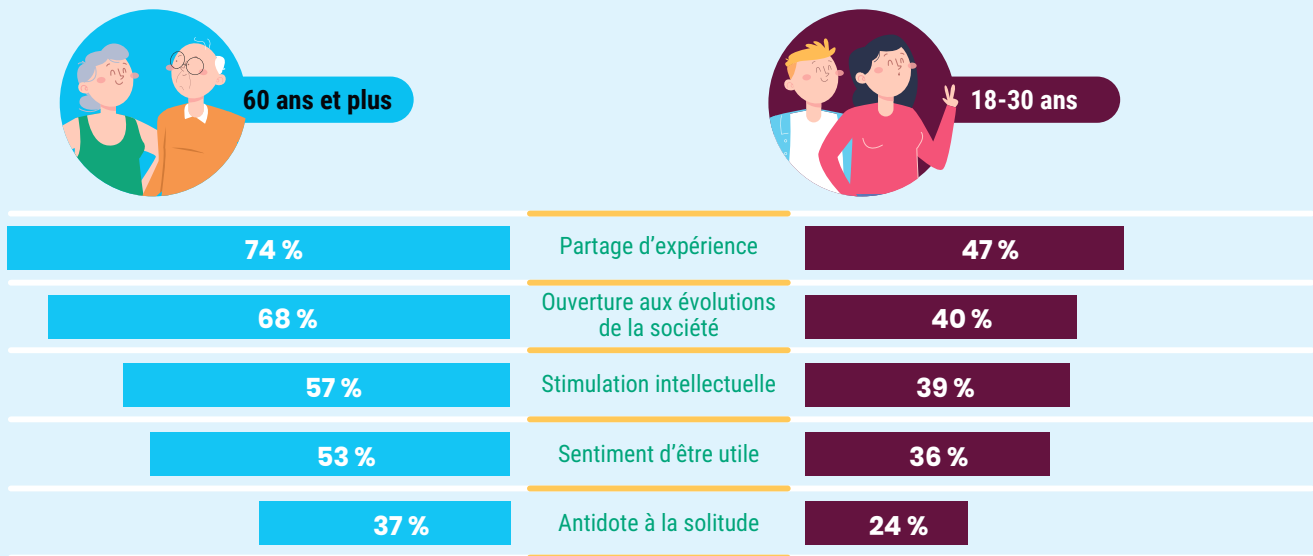 60 ans et plus
18-30 ans
74 %
Partage d’expérience
47 %
68 %
Ouverture aux évolutions
de la société
40 %
57 %
Stimulation intellectuelle
39 %
53 %
Sentiment d’être utile
36 %
37 %
Antidote à la solitude
24 %